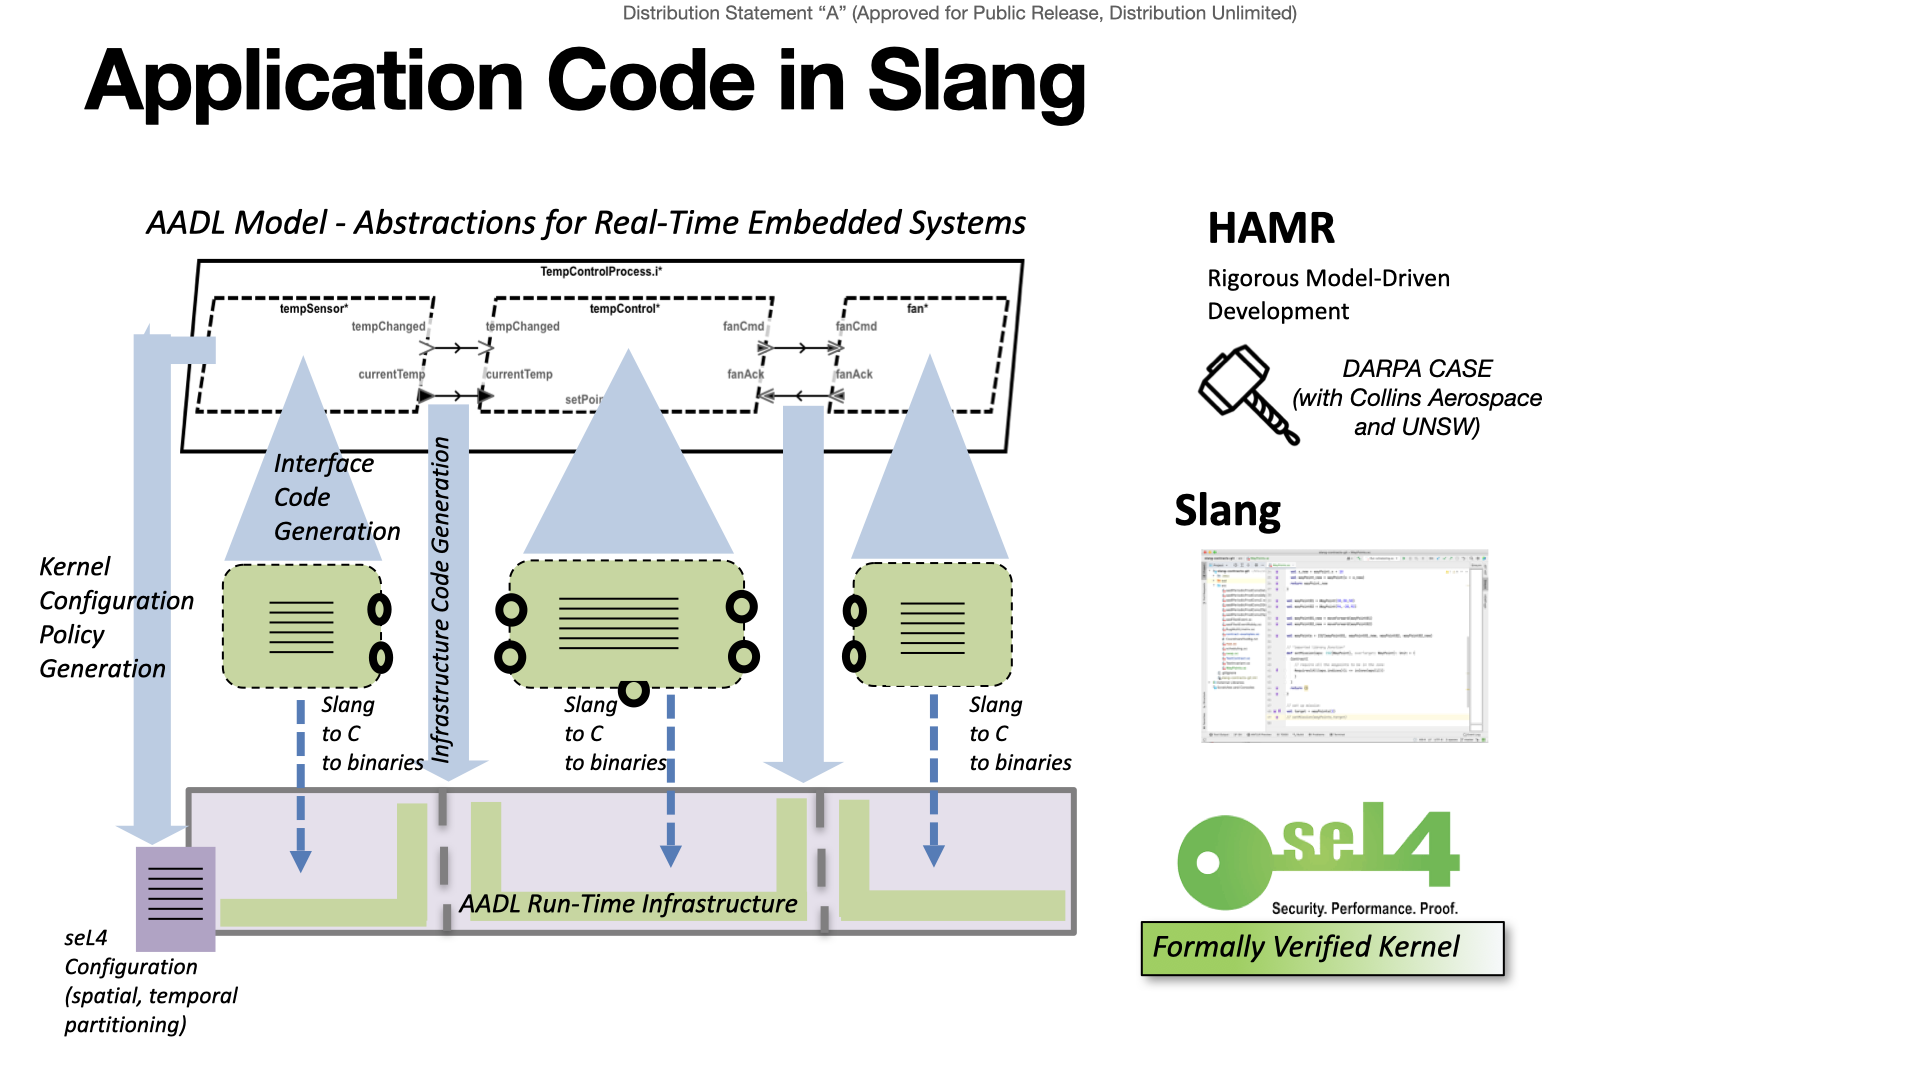 Distribution Statement “A” (Approved for Public Release, Distribution Unlimited)
Application Code in Slang
AADL Model - Abstractions for Real-Time Embedded Systems
TempControlProcess.i*
tempSensor*
tempControl*
fan*
tempChanged
tempChanged
fanCmd
fanCmd
currentTemp
currentTemp
fanAck
fanAck
Interface
Code
Generation
Infrastructure Code Generation
Kernel
Configuration
Policy
Generation
Slang
to C
to binaries
Slang
to C
to binaries
Slang
to C
to binaries
AADL Run-Time Infrastructure
seL4
Configuration
(spatial, temporal
partitioning)
HAMR
Rigorous Model-Driven
Development
DARPA CASE
(with Collins Aerospace
and UNSW)
Slang
seL4
Security. Performance. Proof.
Formally Verified Kernel